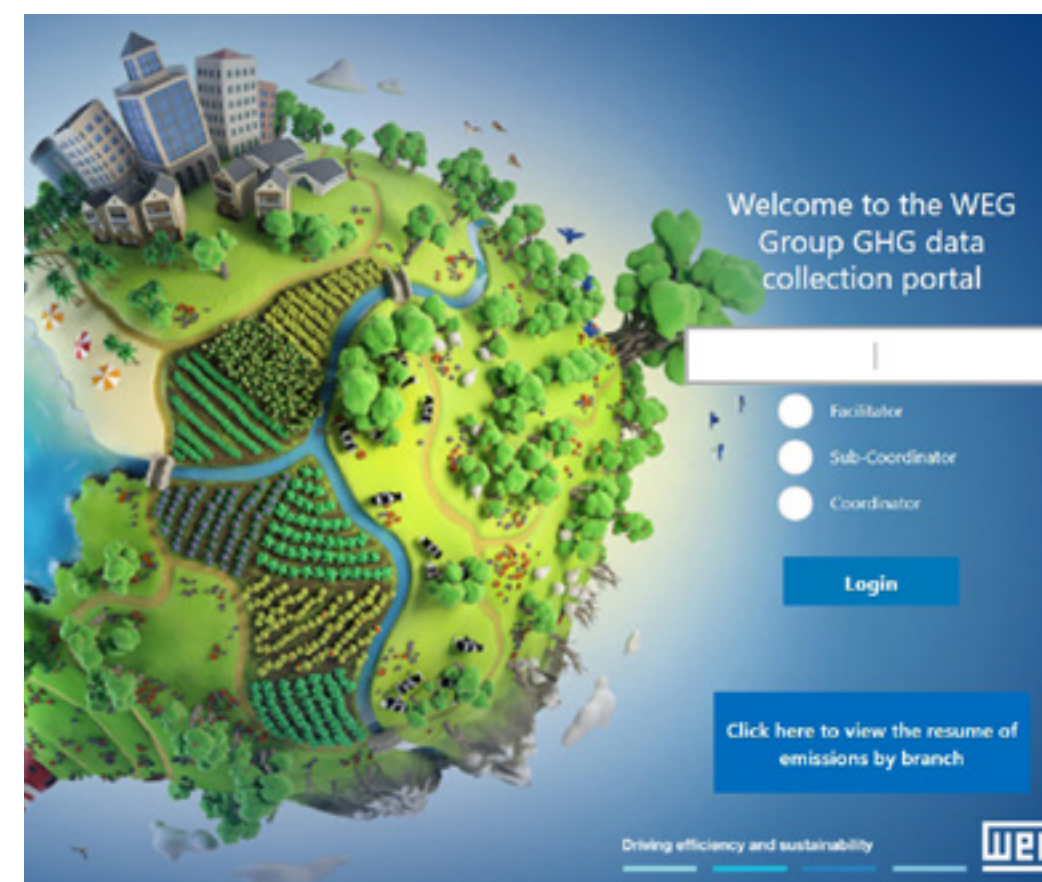 Welcome to the WEG
Group GHG data
collection portal
Facilitator
Sub-Coordinator
Coordinator
Login
Click here to view the resume of
emissions by branch
Driving efficiency and sustainability